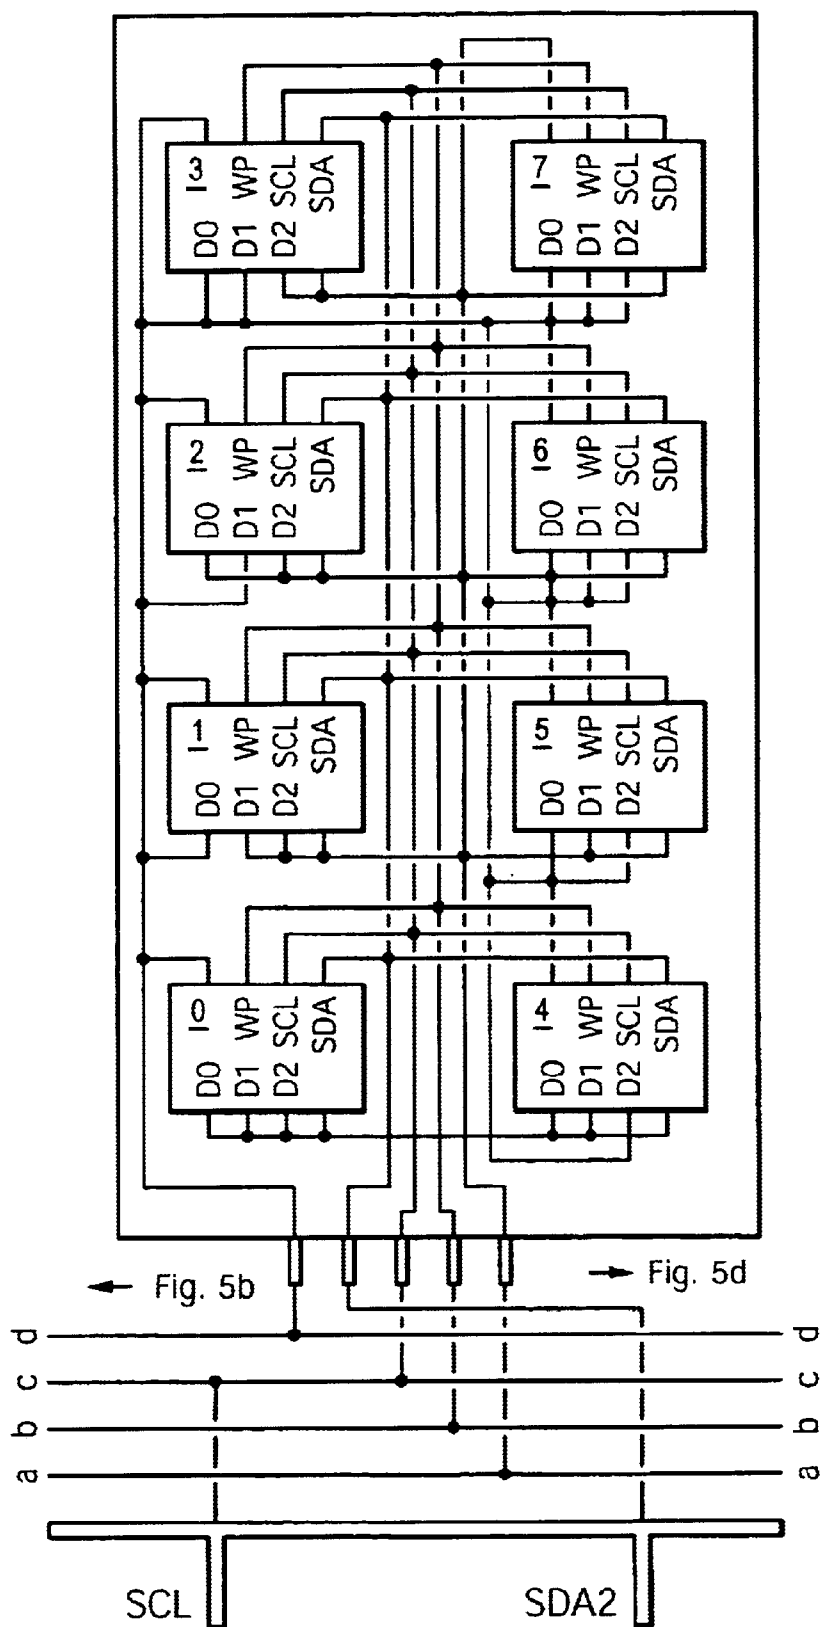 3 WP SCL SDA
D0 D1 D2
7 WP SCL SDA
D0 D1 D2
2 WP SCL SDA
D0 D1 D2
6 WP SCL SDA
D0 D1 D2
1 WP SCL SDA
D0 D1 D2
5 WP SCL SDA
D0 D1 D2
0 WP SCL SDA
D0 D1 D2
4 WP SCL SDA
D0 D1 D2
Fig. 5b
Fig. 5d
d d
c c
b b
a a
SCL
SDA2